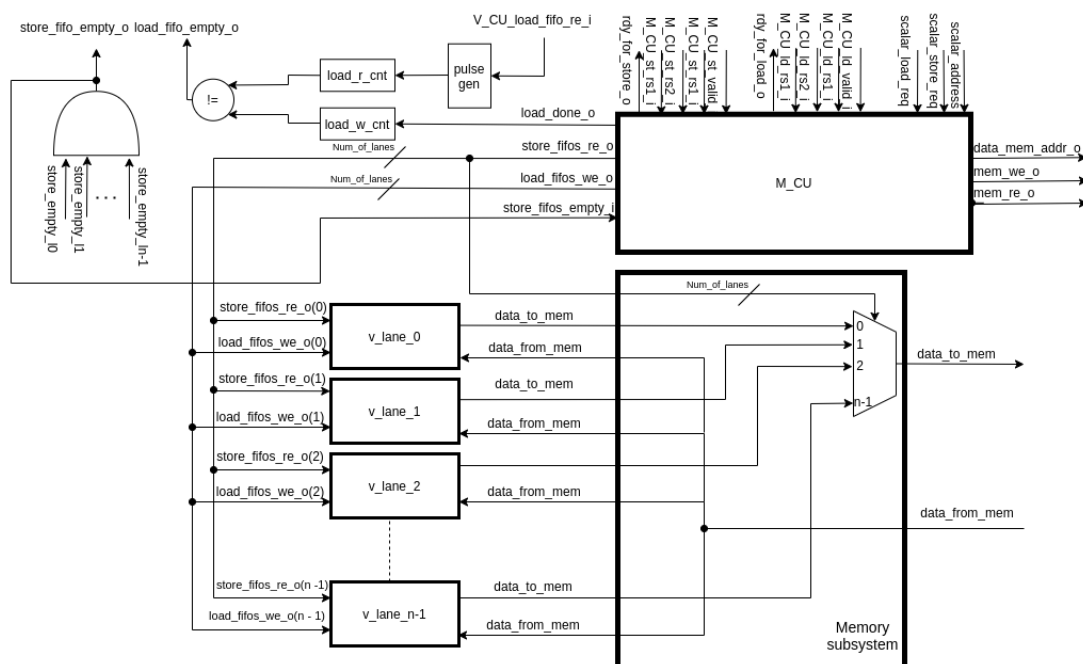 store_fifo_empty_o
load_fifo_empty_o
V_CU_load_fifo_re_i
!=
load_r_cnt
load_w_cnt
pulse
gen
load_done_o
Num_of_lanes
store_fifos_re_o
Num_of_lanes
load_fifos_we_o
store_fifos_empty_i
store_empty_l0
store_empty_l1
...
store_empty_ln-1
rdy_for_store_o
M_CU_st_rs1_i
M_CU_st_rs2_i
M_CU_st_rs1_i
M_CU_st_valid
rdy_for_load_o
M_CU_ld_rs1_i
M_CU_ld_rs2_i
M_CU_ld_rs1_i
M_CU_ld_valid
scalar_load_req
scalar_store_req
scalar_address
M_CU
data_mem_addr_o
mem_we_o
mem_re_o
Num_of_lanes
store_fifos_re_o(0)
load_fifos_we_o(0)
v_lane_0
data_to_mem
data_from_mem
store_fifos_re_o(1)
load_fifos_we_o(1)
v_lane_1
data_to_mem
data_from_mem
store_fifos_re_o(2)
load_fifos_we_o(2)
v_lane_2
data_to_mem
data_from_mem
store_fifos_re_o(n -1)
load_fifos_we_o(n - 1)
v_lane_n-1
data_to_mem
data_from_mem
0
1
2
n-1
data_to_mem
data_from_mem
Memory
subsystem